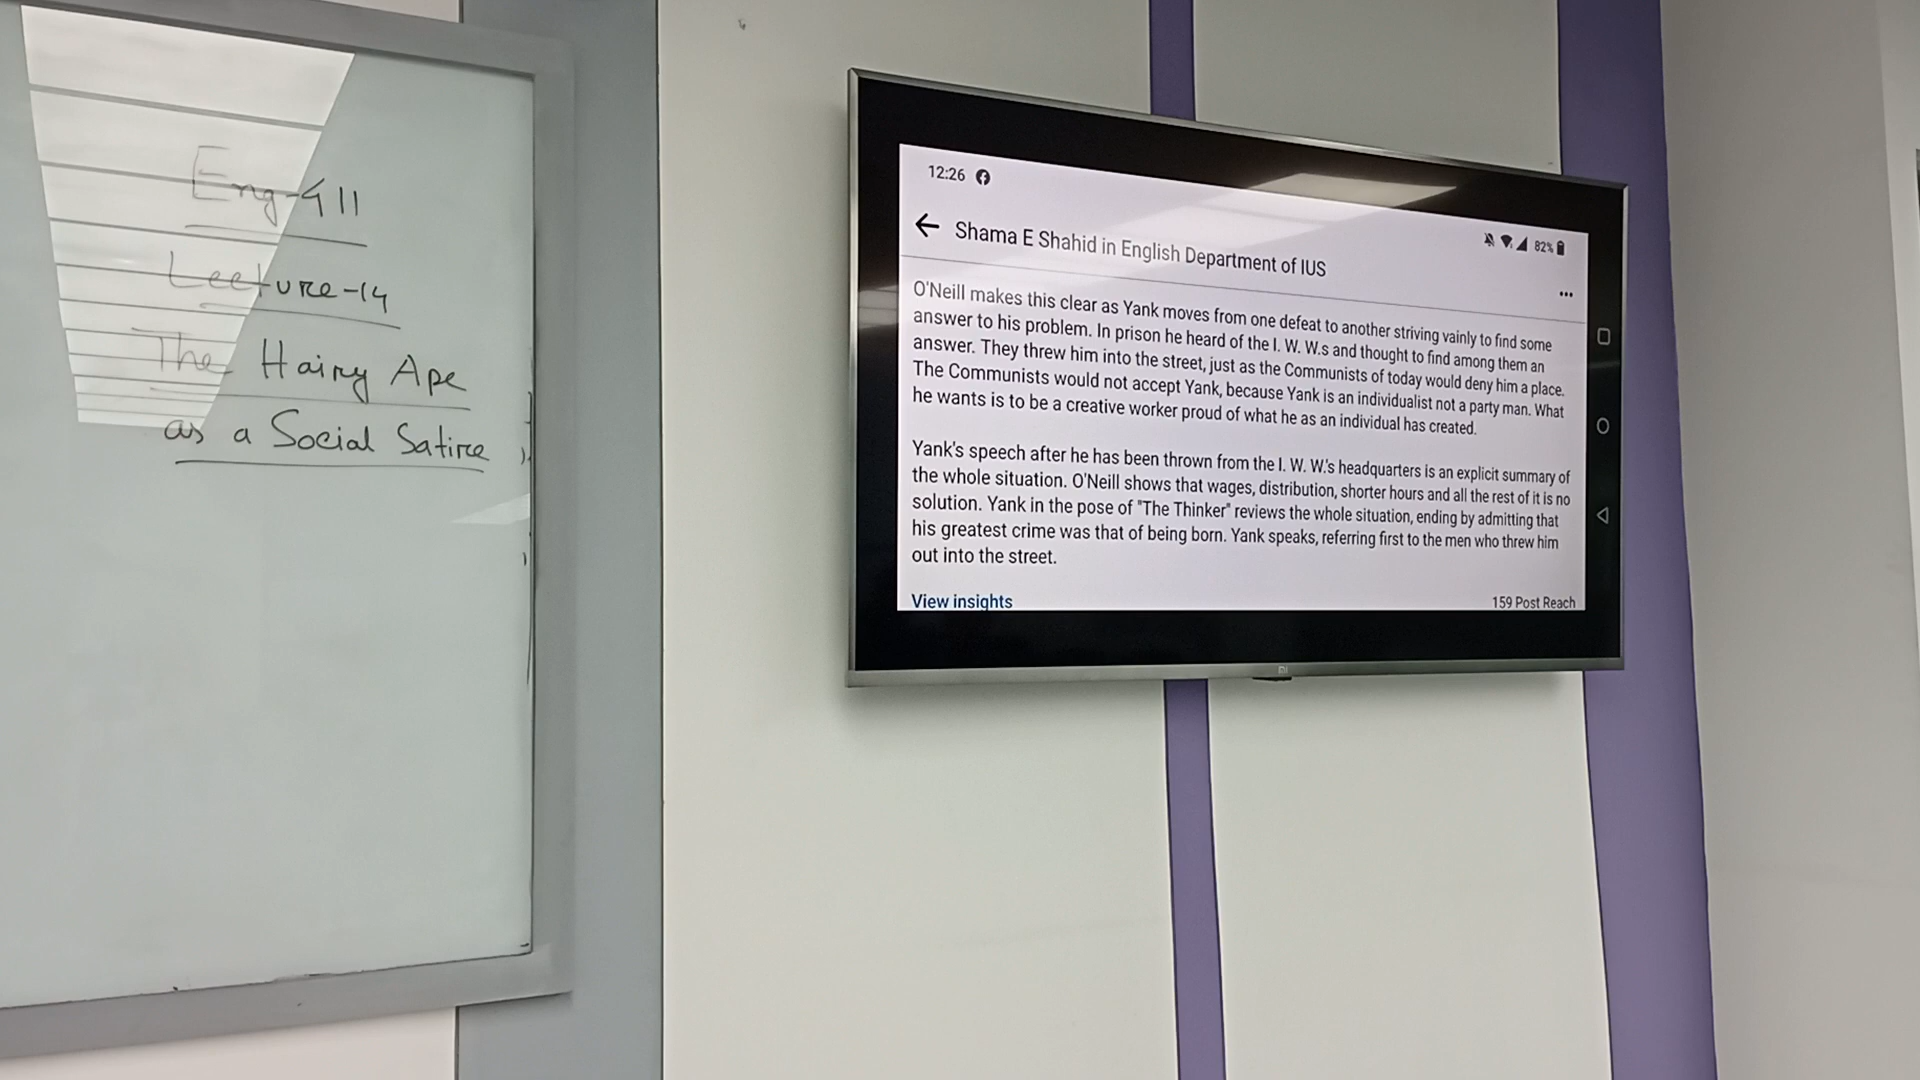 Eng-411
Lecture-14
The Hairy Ape
as a Social Satire
12:26
82%
Shama E Shahid in English Department of IUS
O'Neill makes this clear as Yank moves from one defeat to another striving vainly to find some
answer to his problem. In prison he heard of the I. W. W.s and thought to find among them an
answer. They threw him into the street, just as the Communists of today would deny him a place.
The Communists would not accept Yank, because Yank is an individualist not a party man. What
he wants is to be a creative worker proud of what he as an individual has created.
Yank's speech after he has been thrown from the I. W. W.'s headquarters is an explicit summary of
the whole situation. O'Neill shows that wages, distribution, shorter hours and all the rest of it is no
solution. Yank in the pose of "The Thinker" reviews the whole situation, ending by admitting that
his greatest crime was that of being born. Yank speaks, referring first to the men who threw him
out into the street.
View insights
159 Post Reach
mi